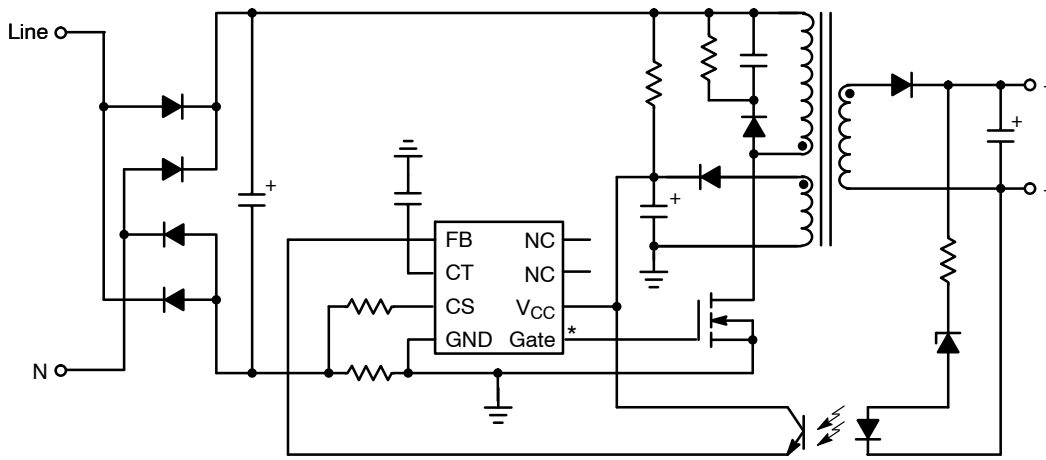 Line
+
+
+
+
FB NC
CT NC
CS VCC
GND Gate *
N